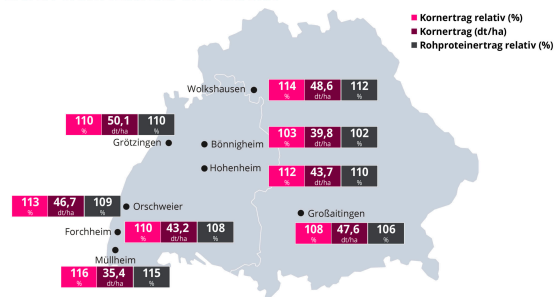 Kornertrag relativ (%)
Kornertrag (dt/ha)
Rohproteinertrag relativ (%)
Wolkshausen
114 48,6 112
% dt/ha %
110 50,1 110
% dt/ha %
Grötzingen
Bönnigheim
103 39,8 102
% dt/ha %
Hohenheim
112 43,7 110
% dt/ha %
113 46,7 109
% dt/ha %
Orschweier
Großaitingen
108 47,6 106
% dt/ha %
Forchheim
110 43,2 108
% dt/ha %
Müllheim
116 35,4 115
% dt/ha %